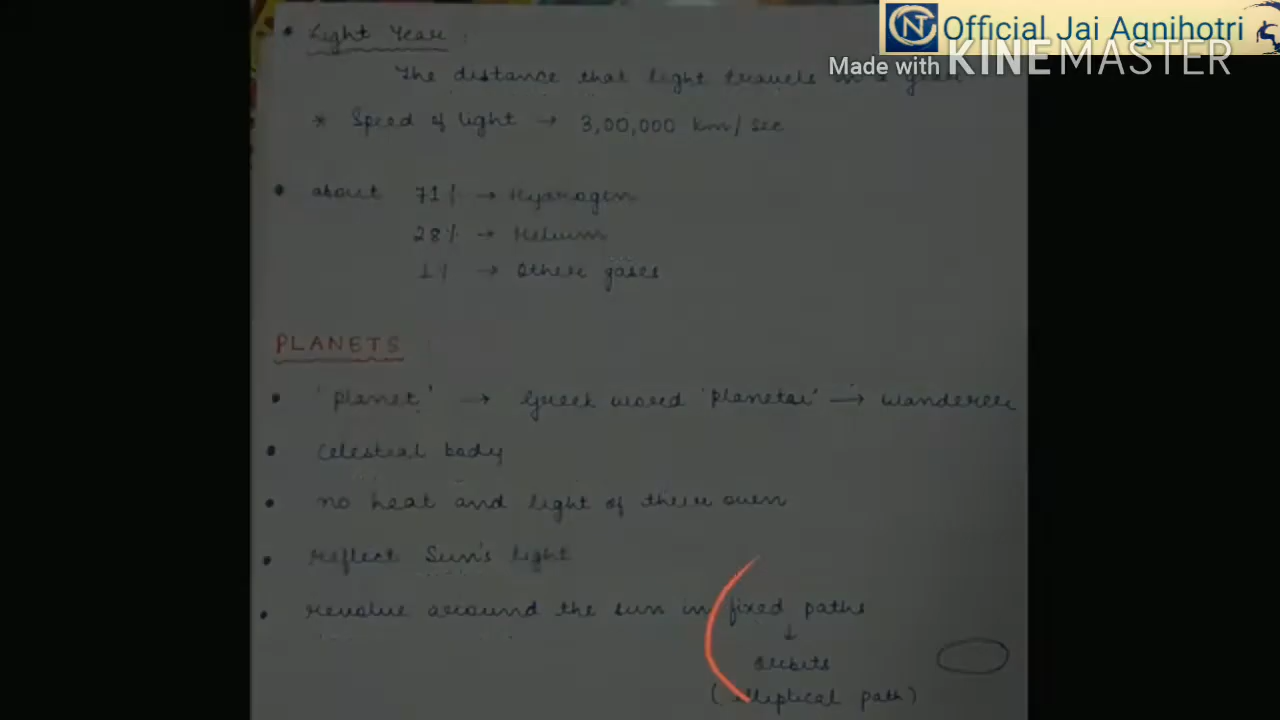 Official Jai Agnihotri
Made with KINEMASTER
• Light Year :
The distance that light travels in a year
* Speed of light → 3,00,000 km/sec
• about 71% → Hydrogen
28% → Helium
1% → Other gases
PLANETS
• 'Planet' → Greek word 'Planetai' → wanderer
• Celestial body
• no heat and light of their own
• reflect Sun's light
• revolve around the sun in fixed paths
↓
orbits
(elliptical path)